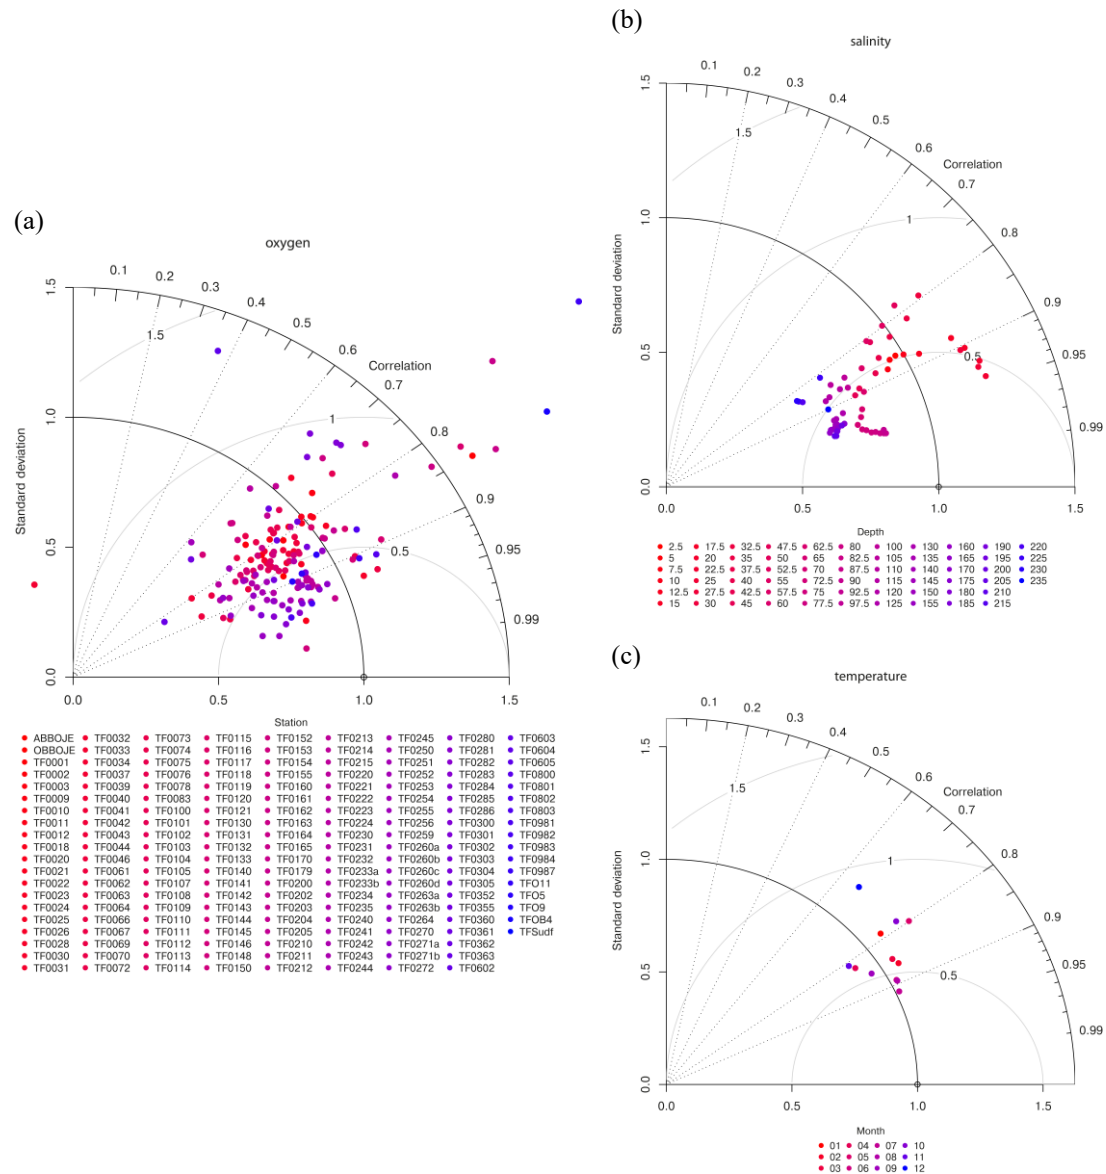 (a)
oxygen
0.1 0.2 0.3 0.4 0.5 0.6 0.7 0.8 0.9 0.95 0.99
Correlation
1.5 1 0.5
Standard deviation
1.5
1.0
0.5
0.0
0.0 0.5 1.0 1.5
Station
ABBOJE TF0032 TF0073 TF0115 TF0152 TF0213 TF0245 TF0280 TF0603
OBBOJE TF0033 TF0074 TF0116 TF0153 TF0214 TF0250 TF0281 TF0604
TF0001 TF0034 TF0075 TF0117 TF0154 TF0215 TF0251 TF0282 TF0605
TF0002 TF0037 TF0076 TF0118 TF0155 TF0220 TF0252 TF0283 TF0800
TF0003 TF0039 TF0078 TF0119 TF0160 TF0221 TF0253 TF0284 TF0801
TF0009 TF0040 TF0083 TF0120 TF0161 TF0222 TF0254 TF0285 TF0802
TF0010 TF0041 TF0100 TF0121 TF0162 TF0223 TF0255 TF0286 TF0803
TF0011 TF0042 TF0101 TF0130 TF0163 TF0224 TF0256 TF0300 TF0981
TF0012 TF0043 TF0102 TF0131 TF0164 TF0230 TF0259 TF0301 TF0982
TF0018 TF0044 TF0103 TF0132 TF0165 TF0231 TF0260a TF0302 TF0983
TF0020 TF0046 TF0104 TF0133 TF0170 TF0232 TF0260b TF0303 TF0984
TF0021 TF0061 TF0105 TF0140 TF0179 TF0233a TF0260c TF0304 TF0987
TF0022 TF0062 TF0107 TF0141 TF0200 TF0233b TF0260d TF0305 TFO11
TF0023 TF0063 TF0108 TF0142 TF0202 TF0234 TF0263a TF0352 TFO5
TF0024 TF0064 TF0109 TF0143 TF0203 TF0235 TF0263b TF0355 TFO9
TF0025 TF0066 TF0110 TF0144 TF0204 TF0240 TF0264 TF0360 TFOB4
TF0026 TF0067 TF0111 TF0145 TF0205 TF0241 TF0270 TF0361 TFSudf
TF0028 TF0069 TF0112 TF0146 TF0210 TF0242 TF0271a TF0362
TF0030 TF0070 TF0113 TF0148 TF0211 TF0243 TF0271b TF0363
TF0031 TF0072 TF0114 TF0150 TF0212 TF0244 TF0272 TF0602
(b)
salinity
0.1 0.2 0.3 0.4 0.5 0.6 0.7 0.8 0.9 0.95 0.99
Correlation
1.5 1 0.5
Standard deviation
1.5
1.0
0.5
0.0
0.0 0.5 1.0 1.5
Depth
2.5 17.5 32.5 47.5 62.5 80 100 130 160 190 220
5 20 35 50 65 82.5 105 135 165 195 225
7.5 22.5 37.5 52.5 70 87.5 110 140 170 200 230
10 25 40 55 72.5 90 115 145 175 205 235
12.5 27.5 42.5 57.5 75 92.5 120 150 180 210
15 30 45 60 77.5 97.5 125 155 185 215
(c)
temperature
0.1 0.2 0.3 0.4 0.5 0.6 0.7 0.8 0.9 0.95 0.99
Correlation
1.5 1 0.5
Standard deviation
1.5
1.0
0.5
0.0
0.0 0.5 1.0 1.5
Month
01 04 07 10
02 05 08 11
03 06 09 12